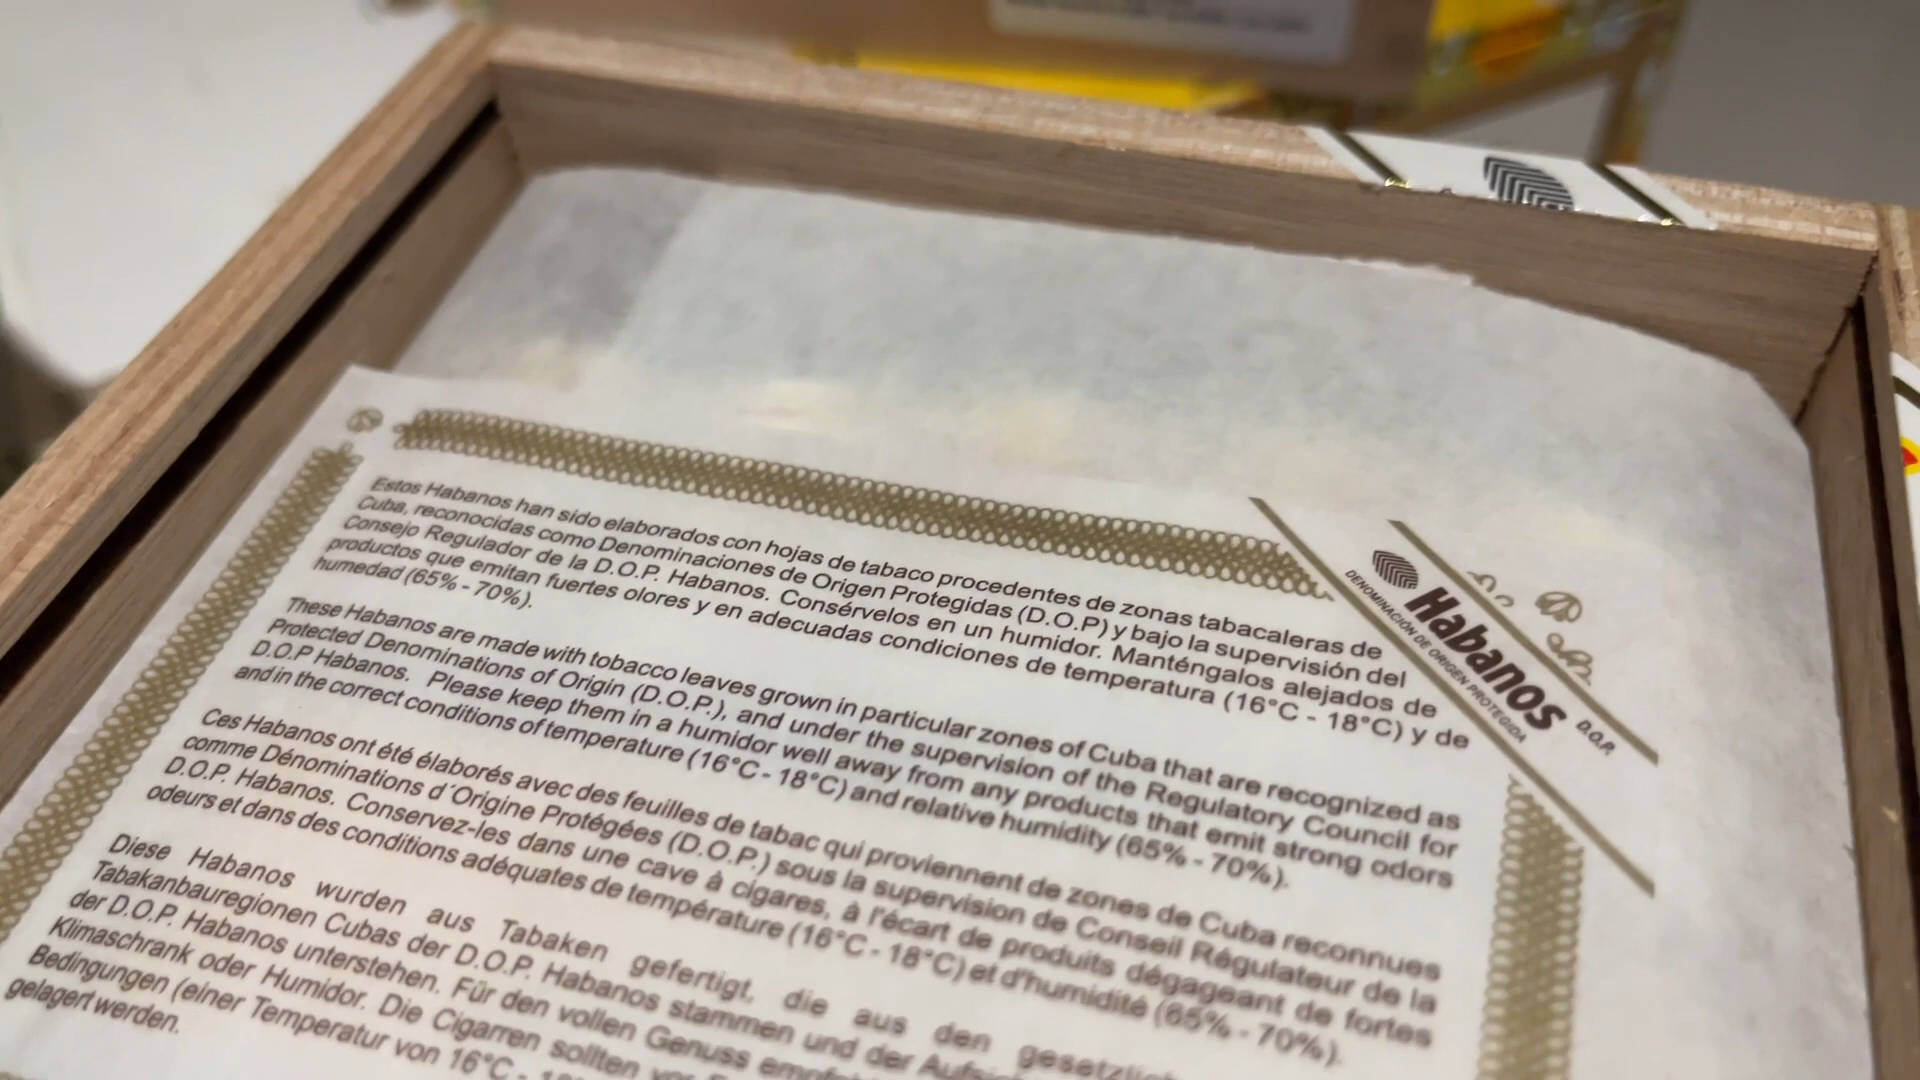 Estos Habanos han sido elaborados con hojas de tabaco procedentes de zonas tabacaleras de
Cuba, reconocidas como Denominaciones de Origen Protegidas (D.O.P) y bajo la supervisión del
Consejo Regulador de la D.O.P. Habanos. Consérvelos en un humidor. Manténgalos alejados de
productos que emitan fuertes olores y en adecuadas condiciones de temperatura (16°C - 18°C) y de
humedad (65% - 70%).
These Habanos are made with tobacco leaves grown in particular zones of Cuba that are recognized as
Protected Denominations of Origin (D.O.P.), and under the supervision of the Regulatory Council for
D.O.P Habanos. Please keep them in a humidor well away from any products that emit strong odors
and in the correct conditions of temperature (16°C - 18°C) and relative humidity (65% - 70%).
Ces Habanos ont été élaborés avec des feuilles de tabac qui proviennent de zones de Cuba reconnues
comme Dénominations d´Origine Protégées (D.O.P.) sous la supervision de Conseil Régulateur de la
D.O.P. Habanos. Conservez-les dans une cave à cigares, à l'écart de produits dégageant de fortes
odeurs et dans des conditions adéquates de température (16°C - 18°C) et d'humidité (65% - 70%).
Diese Habanos wurden aus Tabaken gefertigt, die aus den
Tabakanbauregionen Cubas der D.O.P. Habanos stammen und der
der D.O.P. Habanos unterstehen. Für den vollen Genuss
Klimaschrank oder Humidor. Die Cigarren sollten
Bedingungen (einer Temperatur von 16°C -
gelagert werden.
Habanos D.O.P.
DENOMINACIÓN DE ORIGEN PROTEGIDA